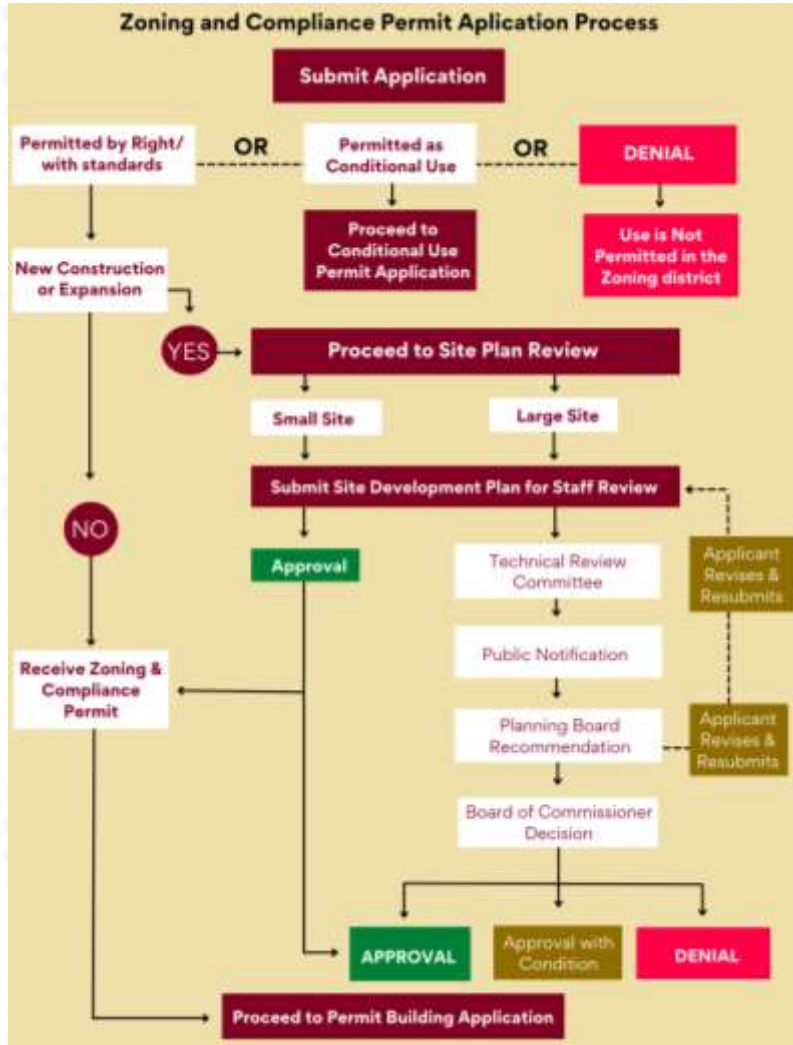 Zoning and Compliance Permit Aplication Process
Submit Application
Permitted by Right/
with standards
OR
Permitted as
Conditional Use
OR
DENIAL
Proceed to
Conditional Use
Permit Application
Use is Not
Permitted in the
Zoning district
New Construction
or Expansion
YES
Proceed to Site Plan Review
Small Site
Large Site
Submit Site Development Plan for Staff Review
NO
Approval
Technical Review
Committee
Applicant
Revises &
Resubmits
Public Notification
Receive Zoning &
Compliance
Permit
Planning Board
Recommendation
Applicant
Revises &
Resubmits
Board of Commissioner
Decision
APPROVAL
Approval with
Condition
DENIAL
Proceed to Permit Building Application